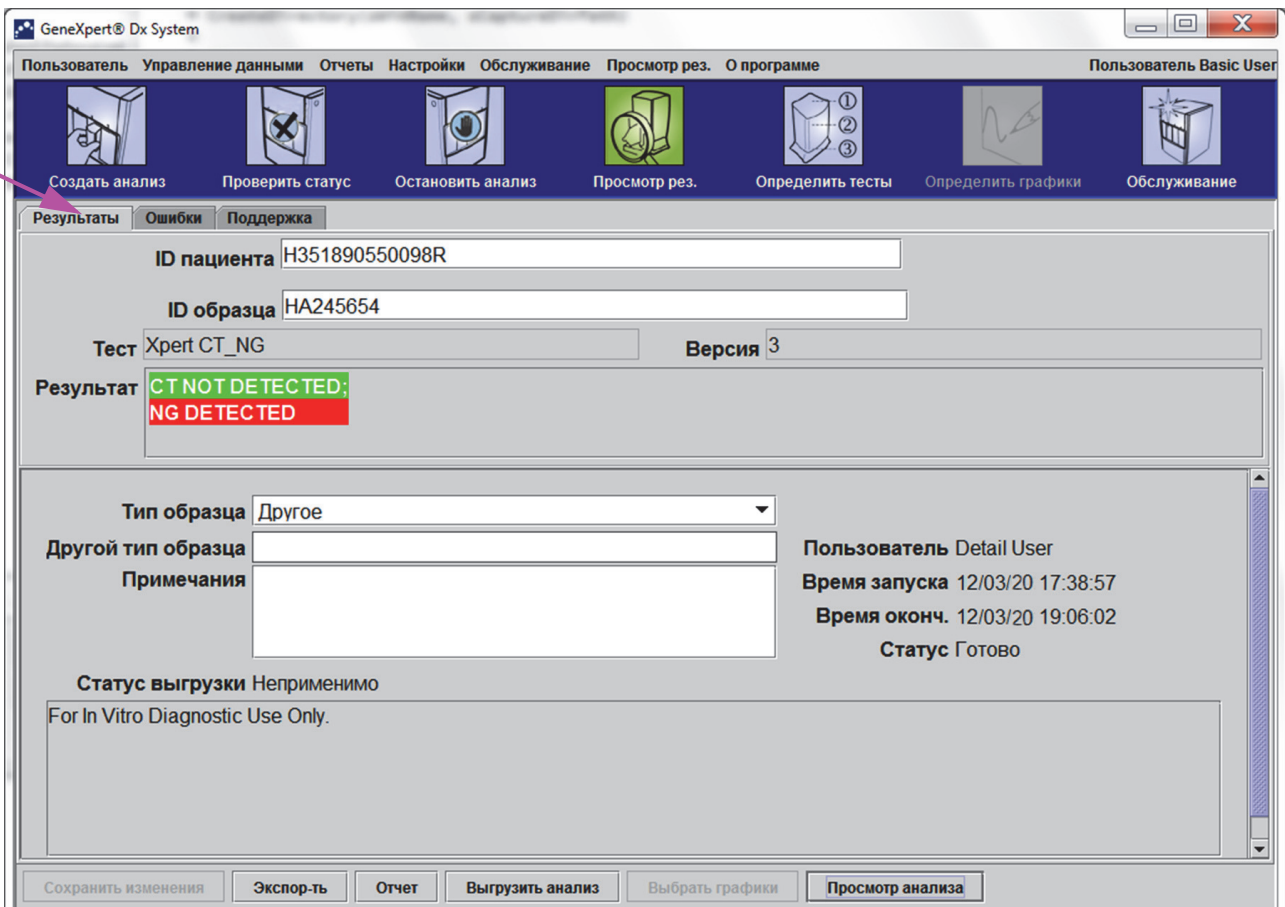 GeneXpert® Dx System
Пользователь Управление данными Отчеты Настройки Обслуживание Просмотр рез. О программе Пользователь Basic User
① ② ③
Создать анализ Проверить статус Остановить анализ Просмотр рез. Определить тесты Определить графики Обслуживание
Результаты Ошибки Поддержка
ID пациента H351890550098R
ID образца HA245654
Тест Xpert CT_NG Версия 3
Результат CT NOT DETECTED;
NG DETECTED
Тип образца Другое
Другой тип образца Пользователь Detail User
Примечания Время запуска 12/03/20 17:38:57
Время оконч. 12/03/20 19:06:02
Статус Готово
Статус выгрузки Неприменимо
For In Vitro Diagnostic Use Only.
Сохранить изменения Экспор-ть Отчет Выгрузить анализ Выбрать графики Просмотр анализа